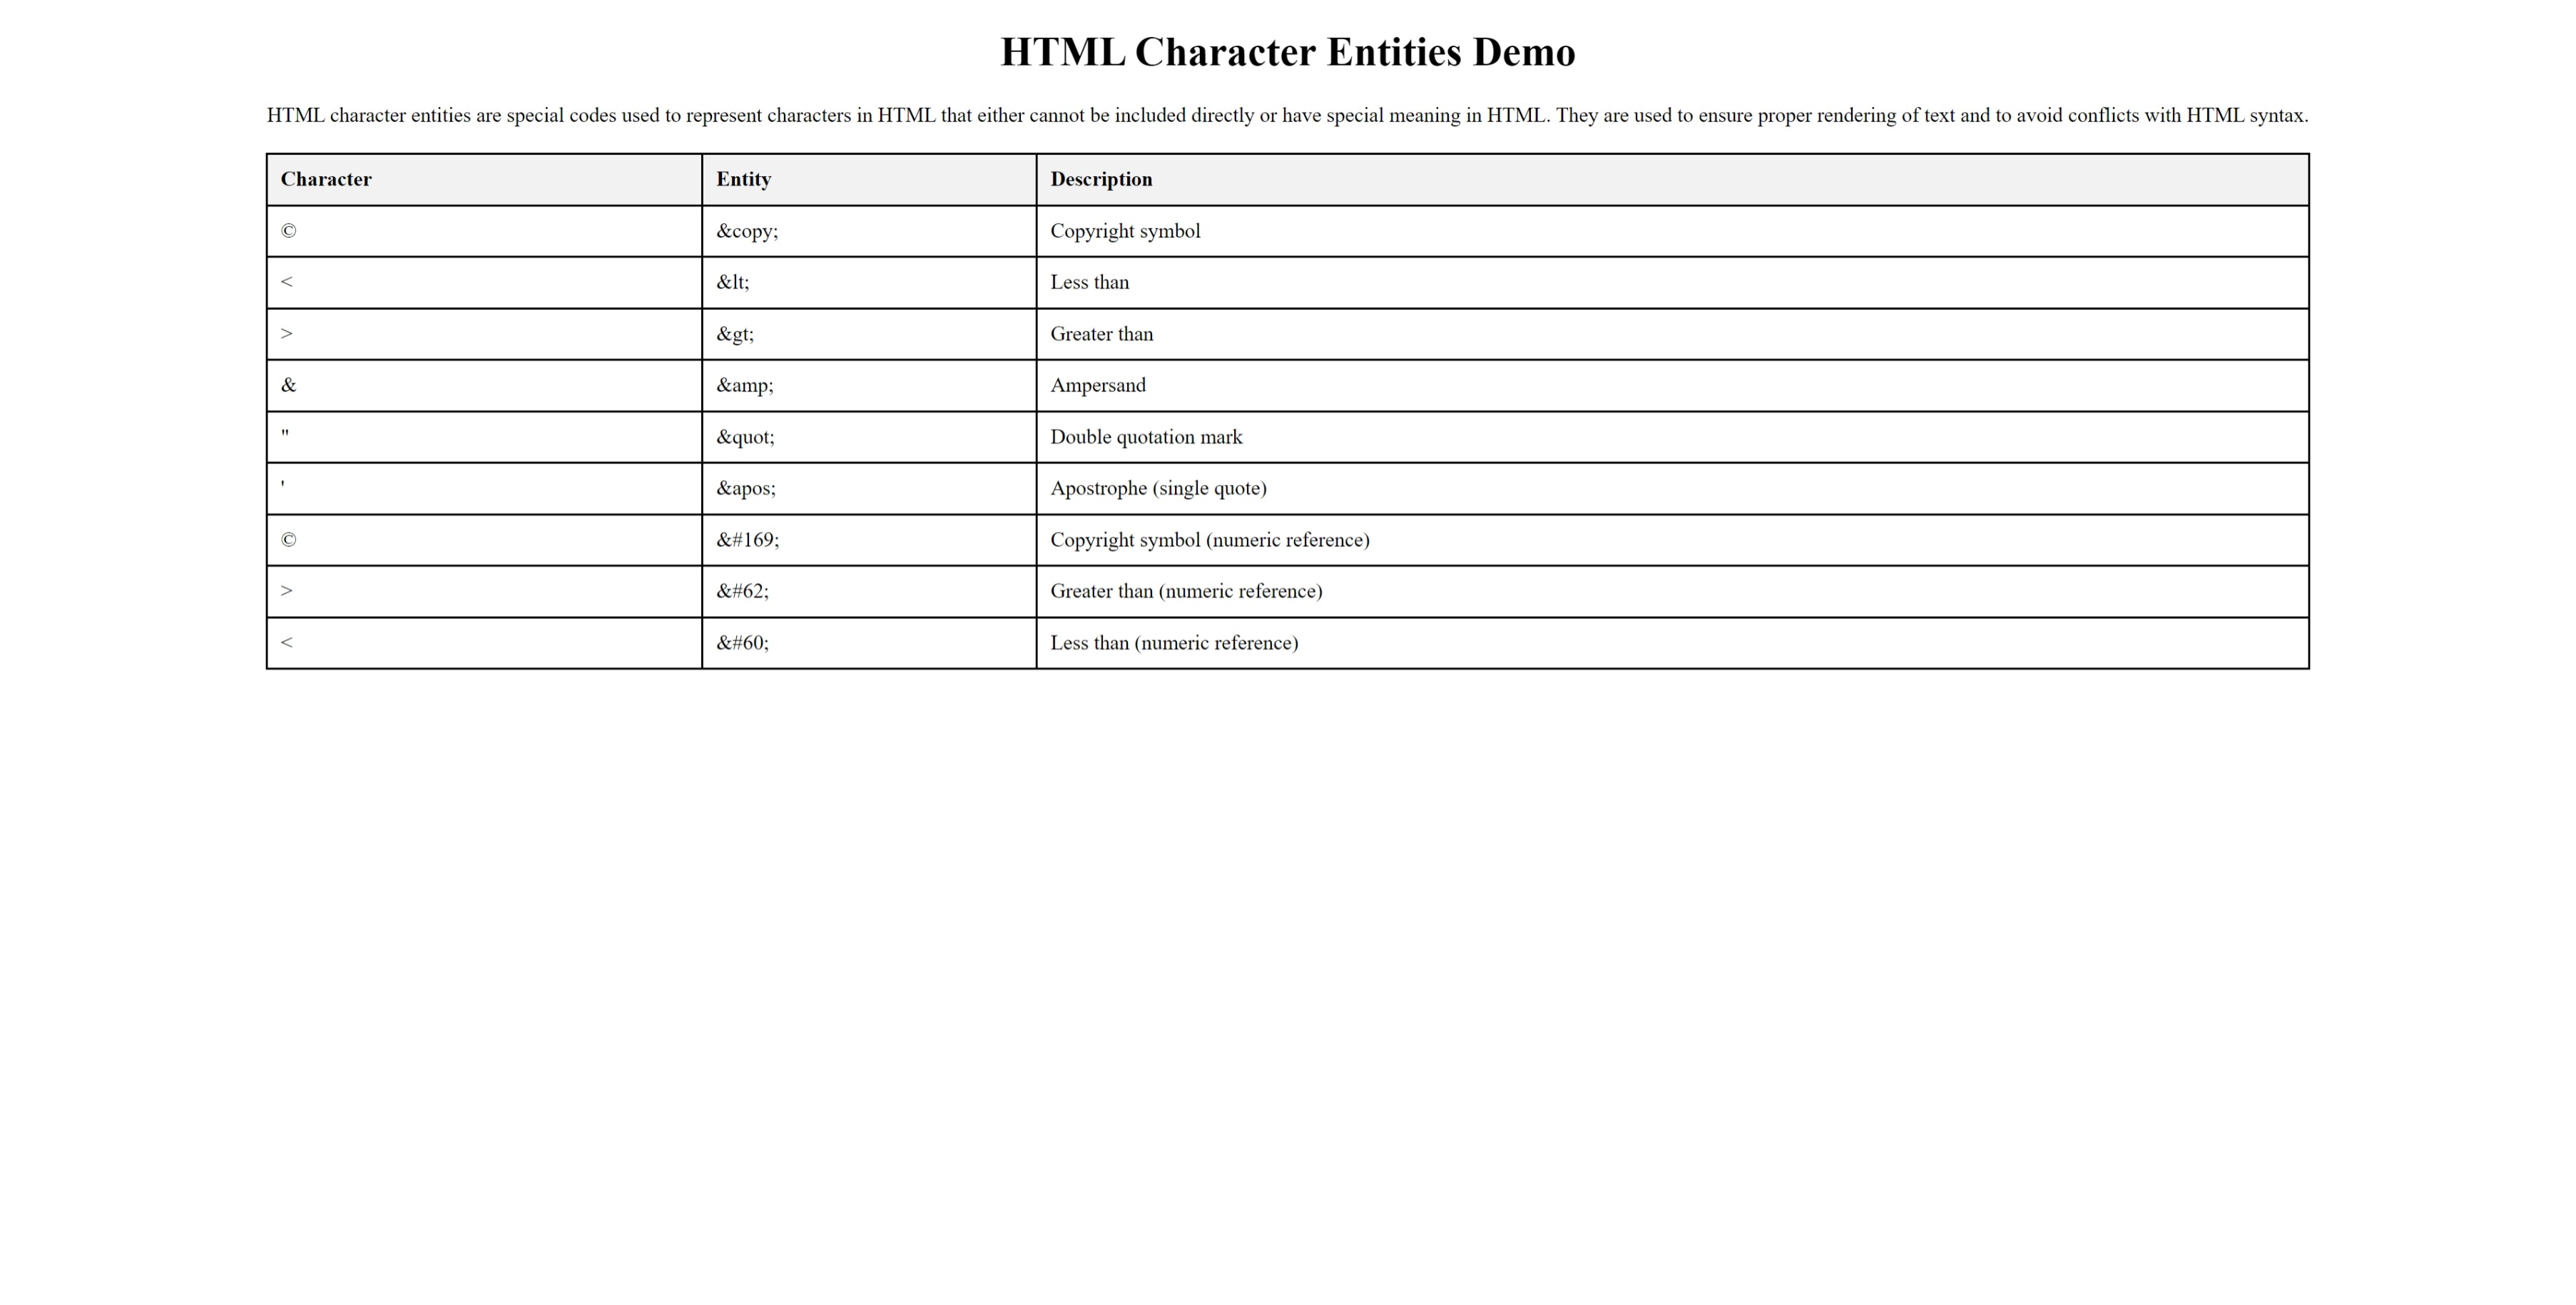 HTML Character Entities Demo
HTML character entities are special codes used to represent characters in HTML that either cannot be included directly or have special meaning in HTML. They are used to ensure proper rendering of text and to avoid conflicts with HTML syntax.
Character Entity Description
© &copy; Copyright symbol
< &lt; Less than
> &gt; Greater than
& &amp; Ampersand
" &quot; Double quotation mark
' &apos; Apostrophe (single quote)
© &#169; Copyright symbol (numeric reference)
> &#62; Greater than (numeric reference)
< &#60; Less than (numeric reference)